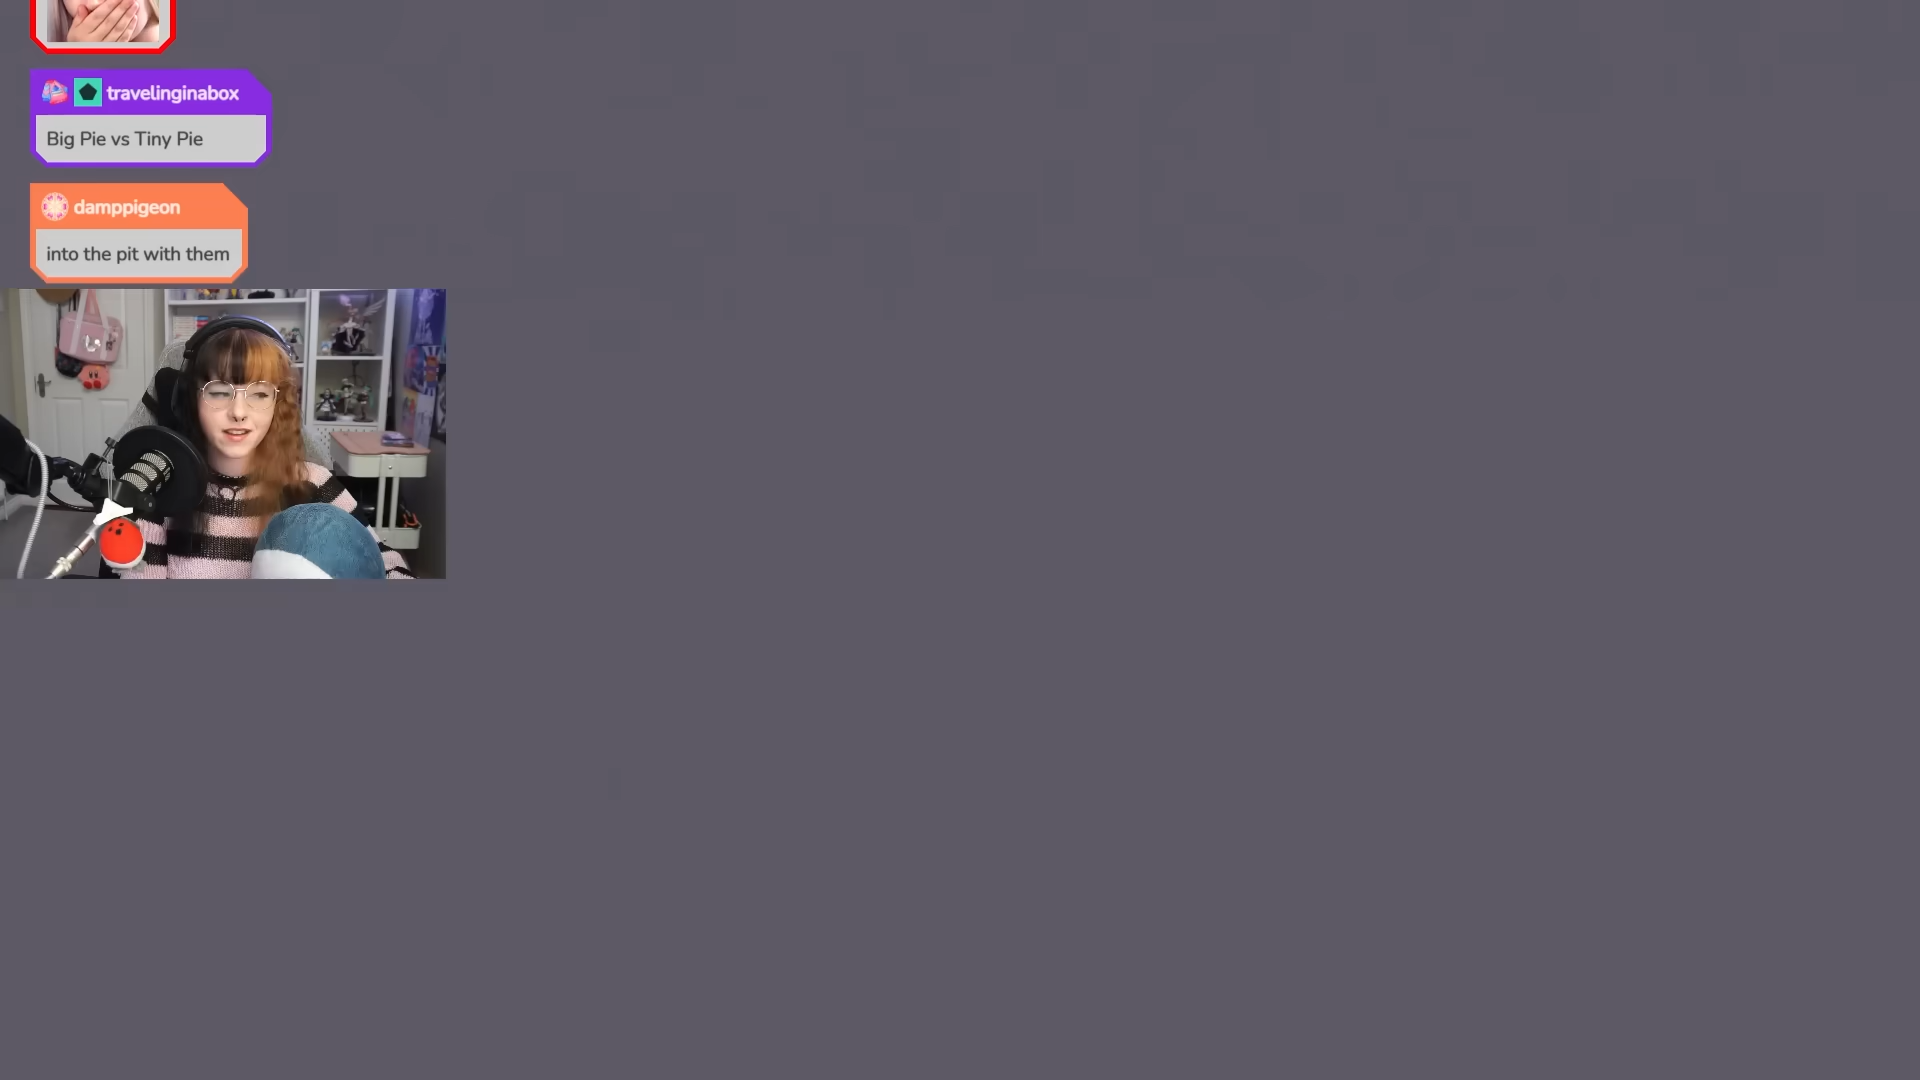 travelinginabox
Big Pie vs Tiny Pie
damppigeon
into the pit with them